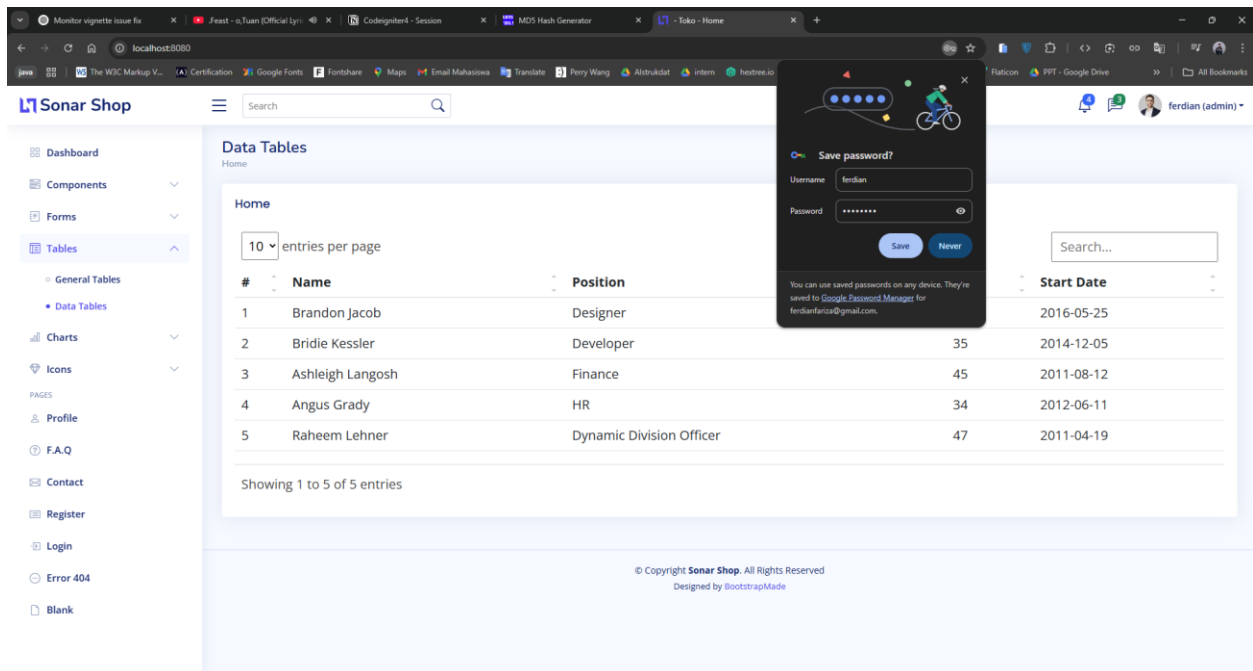 Monitor vignette issue fix
.Feast - o,Tuan (Official Lyric
Codeigniter4 - Session
MD5 Hash Generator
- Toko - Home
localhost:8080
java
The W3C Markup V...
Certification
Google Fonts
Fontshare
Maps
Email Mahasiswa
Translate
Perry Wang
Alstrukdat
intern
hextree.io
Flaticon
PPT - Google Drive
All Bookmarks
Sonar Shop
Search
4
3
ferdian (admin)
Dashboard
Components
Forms
Tables
General Tables
Data Tables
Charts
Icons
PAGES
Profile
F.A.Q
Contact
Register
Login
Error 404
Blank
Data Tables
Home
Home
10 entries per page
Search...
# Name Position Start Date
1 Brandon Jacob Designer 2016-05-25
2 Bridie Kessler Developer 35 2014-12-05
3 Ashleigh Langosh Finance 45 2011-08-12
4 Angus Grady HR 34 2012-06-11
5 Raheem Lehner Dynamic Division Officer 47 2011-04-19
Showing 1 to 5 of 5 entries
Save password?
Username ferdian
Password ••••••••
Save Never
You can use saved passwords on any device. They're
saved to Google Password Manager for
ferdianfariza@gmail.com.
© Copyright Sonar Shop. All Rights Reserved
Designed by BootstrapMade